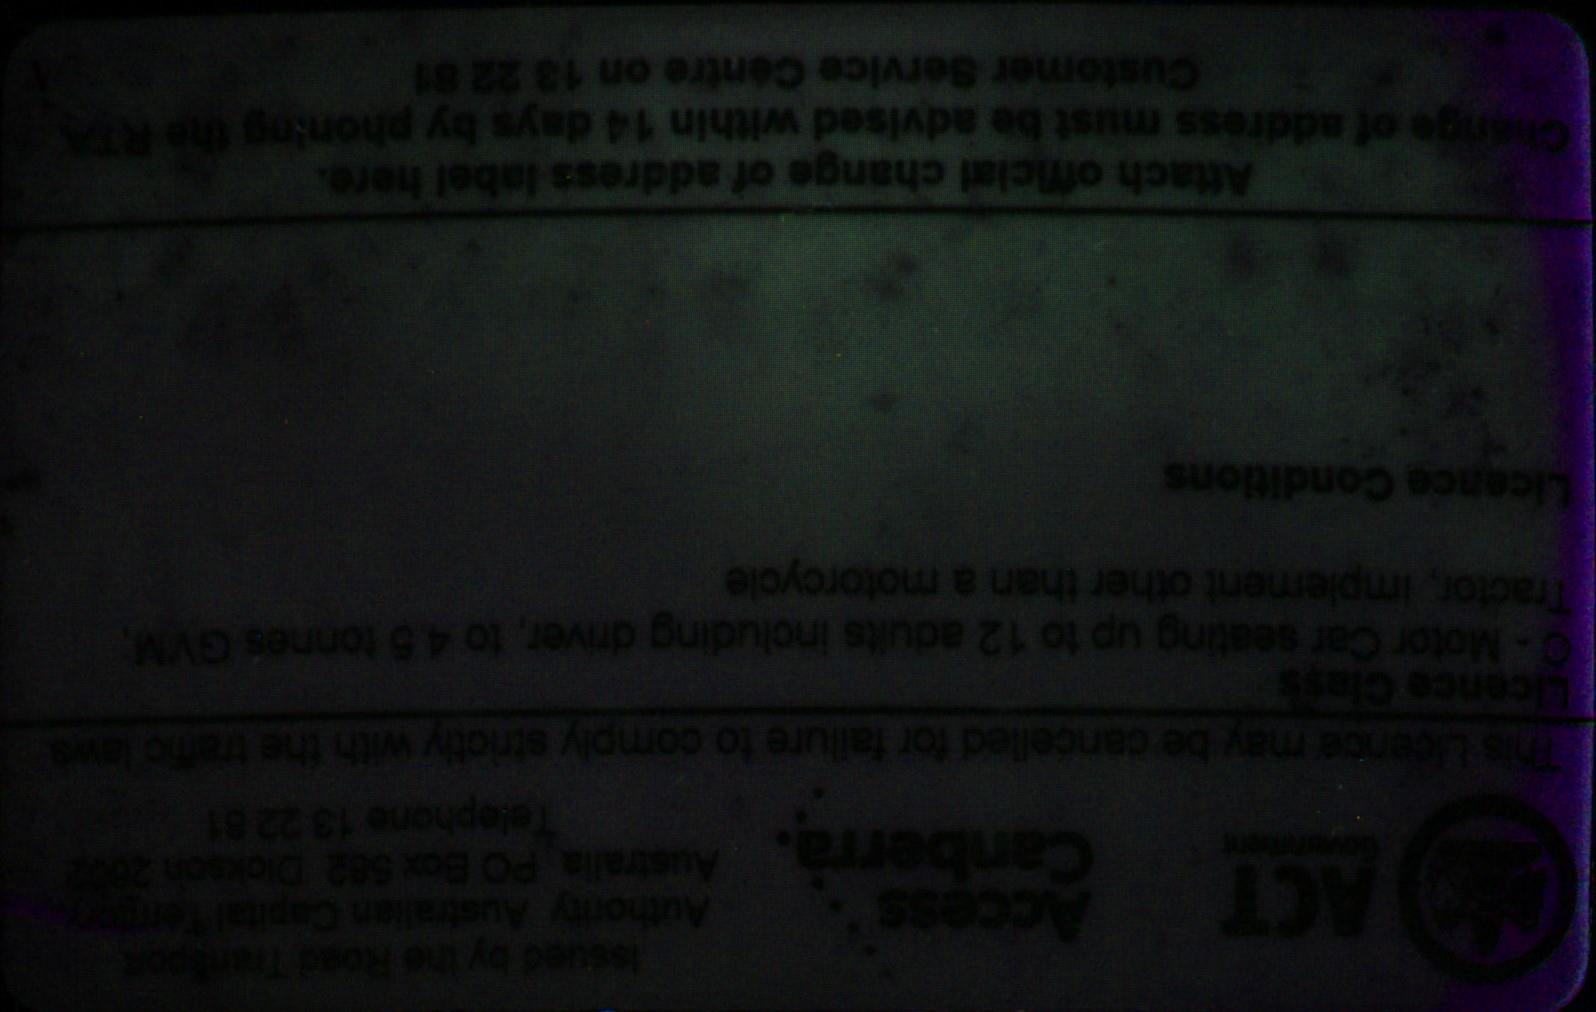 ACT
Government
Access
Canberra
Issued by the Road Transport
Authority Australian Capital Territory
Australia, PO Box 582 Dickson 2602
Telephone 13 22 81
This Licence may be cancelled for failure to comply strictly with the traffic laws
Licence Class
C - Motor Car seating up to 12 adults including driver, to 4.5 tonnes GVM,
Tractor, implement other than a motorcycle
Licence Conditions
Attach official change of address label here.
Change of address must be advised within 14 days by phoning the RTA
Customer Service Centre on 13 22 81